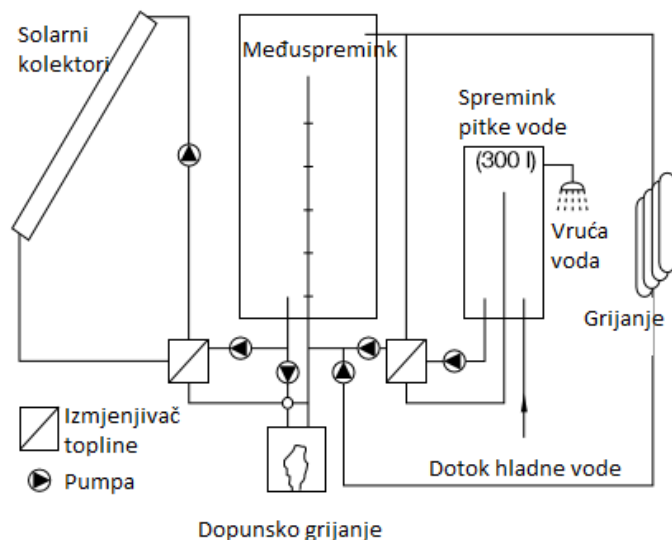 Solarni
kolektori
Međuspremink
Spremink
pitke vode
(300 l)
Vruća
voda
Grijanje
Izmjenjivač
topline
Pumpa
Dotok hladne vode
Dopunsko grijanje